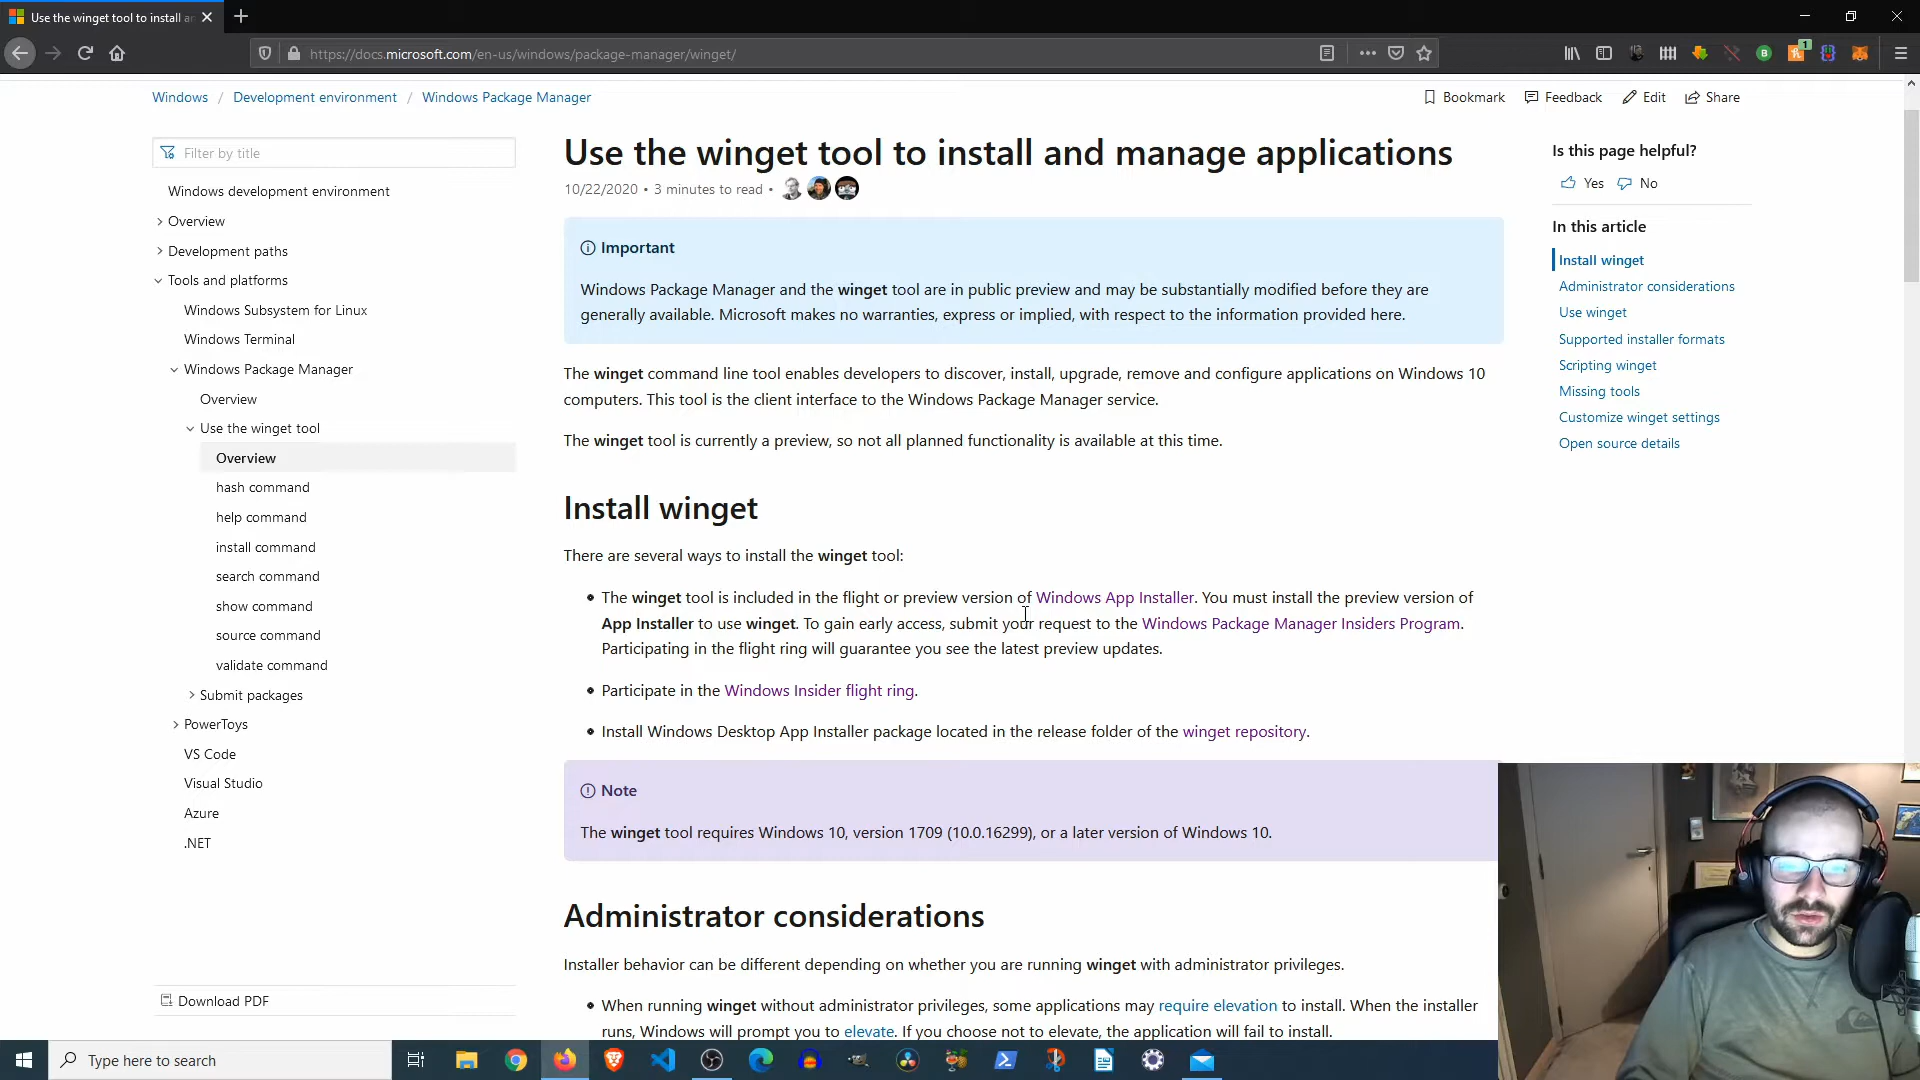 Use the winget tool to install a
https://docs.microsoft.com/en-us/windows/package-manager/winget/
1
Windows / Development environment / Windows Package Manager
Bookmark Feedback Edit Share
Filter by title
Windows development environment
Overview
Development paths
Tools and platforms
Windows Subsystem for Linux
Windows Terminal
Windows Package Manager
Overview
Use the winget tool
Overview
hash command
help command
install command
search command
show command
source command
validate command
Submit packages
PowerToys
VS Code
Visual Studio
Azure
.NET
Download PDF
Use the winget tool to install and manage applications
10/22/2020 • 3 minutes to read •
Important
Windows Package Manager and the winget tool are in public preview and may be substantially modified before they are
generally available. Microsoft makes no warranties, express or implied, with respect to the information provided here.
The winget command line tool enables developers to discover, install, upgrade, remove and configure applications on Windows 10
computers. This tool is the client interface to the Windows Package Manager service.
The winget tool is currently a preview, so not all planned functionality is available at this time.
Install winget
There are several ways to install the winget tool:
• The winget tool is included in the flight or preview version of Windows App Installer. You must install the preview version of
App Installer to use winget. To gain early access, submit your request to the Windows Package Manager Insiders Program.
Participating in the flight ring will guarantee you see the latest preview updates.
• Participate in the Windows Insider flight ring.
• Install Windows Desktop App Installer package located in the release folder of the winget repository.
Note
The winget tool requires Windows 10, version 1709 (10.0.16299), or a later version of Windows 10.
Administrator considerations
Installer behavior can be different depending on whether you are running winget with administrator privileges.
• When running winget without administrator privileges, some applications may require elevation to install. When the installer
runs, Windows will prompt you to elevate. If you choose not to elevate, the application will fail to install.
Is this page helpful?
Yes No
In this article
Install winget
Administrator considerations
Use winget
Supported installer formats
Scripting winget
Missing tools
Customize winget settings
Open source details
Type here to search